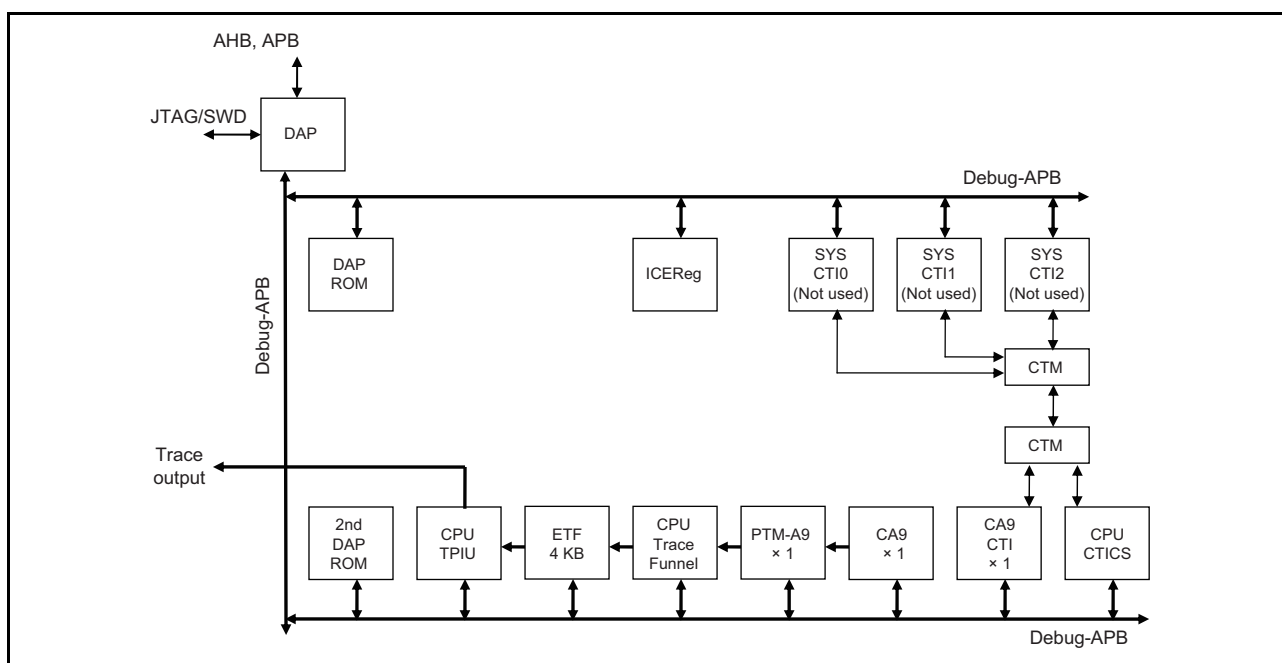 AHB, APB
JTAG/SWD
DAP
Debug-APB
DAP
ROM
ICEReg
SYS
CTI0
(Not used)
SYS
CTI1
(Not used)
SYS
CTI2
(Not used)
Debug-APB
CTM
CTM
Trace
output
2nd
DAP
ROM
CPU
TPIU
ETF
4 KB
CPU
Trace
Funnel
PTM-A9
× 1
CA9
× 1
CA9
CTI
× 1
CPU
CTICS
Debug-APB